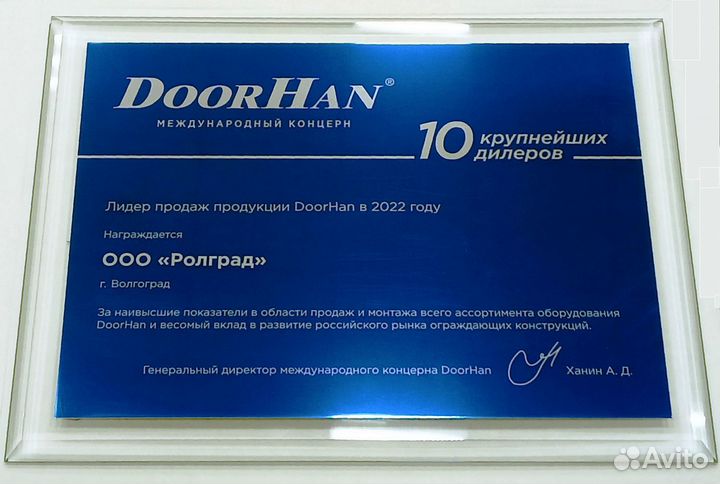 DOORHAN®
МЕЖДУНАРОДНЫЙ КОНЦЕРН
10 крупнейших
дилеров
Лидер продаж продукции DoorHan в 2022 году
Награждается
ООО «Ролград»
г. Волгоград
За наивысшие показатели в области продаж и монтажа всего ассортимента оборудования
DoorHan и весомый вклад в развитие российского рынка ограждающих конструкций.
Генеральный директор международного концерна DoorHan Ханин А. Д.
Avito